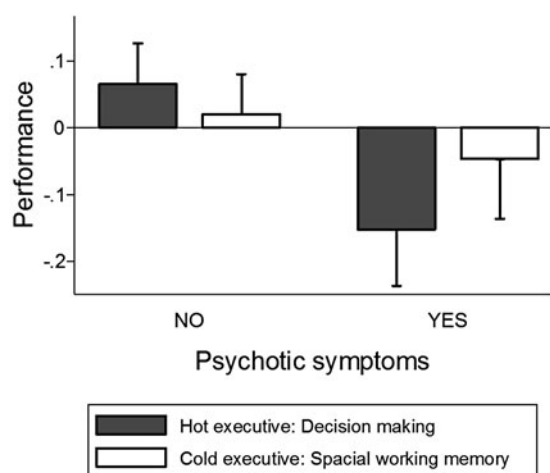 .1
0
-.1
-.2
Performance
NO YES
Psychotic symptoms
Hot executive: Decision making
Cold executive: Spacial working memory